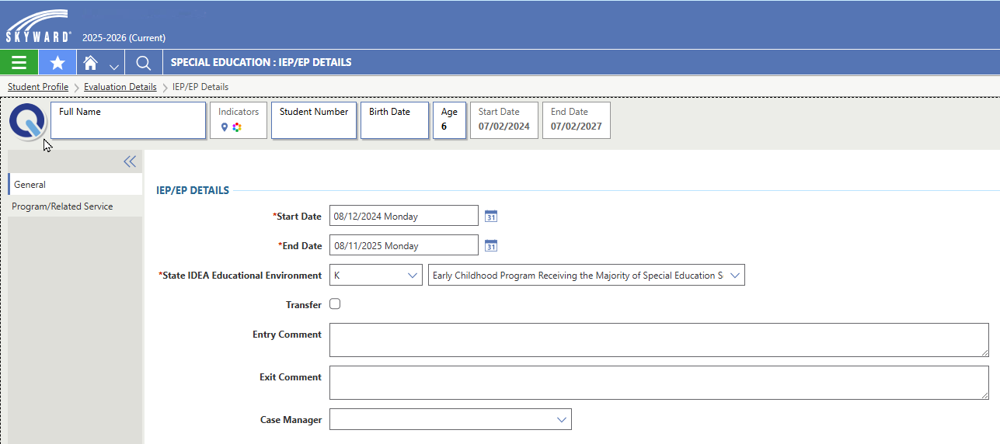 SKYWARD®
2025-2026 (Current)
SPECIAL EDUCATION : IEP/EP DETAILS
Student Profile > Evaluation Details > IEP/EP Details
Full Name Indicators Student Number Birth Date Age Start Date End Date
6 07/02/2024 07/02/2027
General
Program/Related Service
IEP/EP DETAILS
*Start Date 08/12/2024 Monday 31
*End Date 08/11/2025 Monday 31
*State IDEA Educational Environment K Early Childhood Program Receiving the Majority of Special Education S
Transfer
Entry Comment
Exit Comment
Case Manager